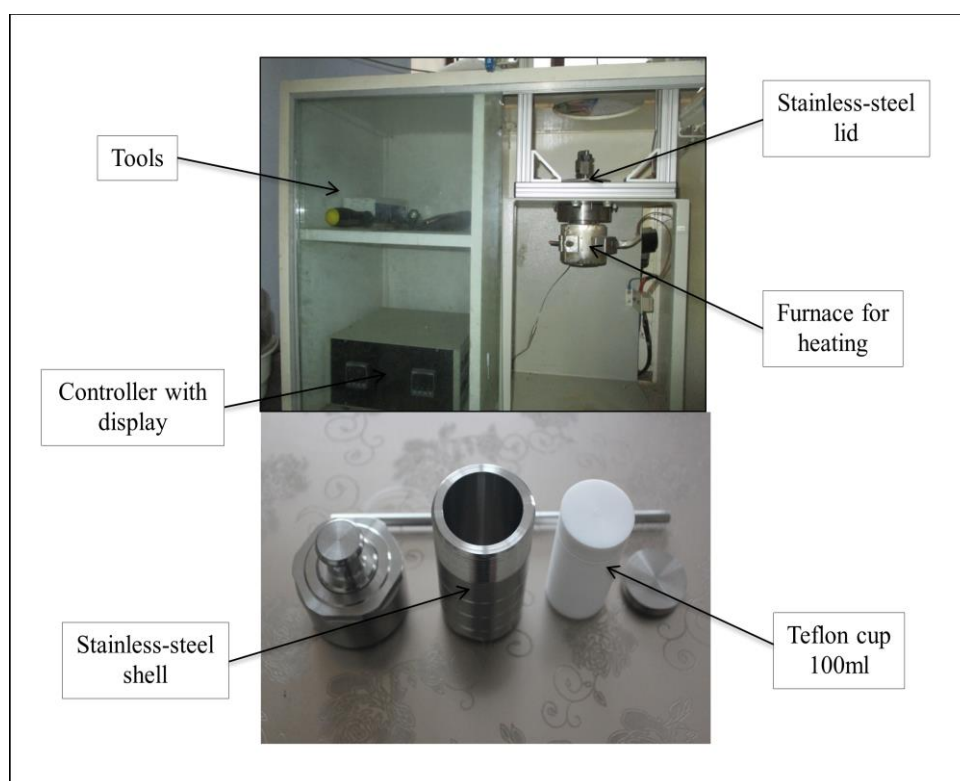 Stainless-steel
lid
Tools
Furnace for
heating
Controller with
display
Stainless-steel
shell
Teflon cup
100ml